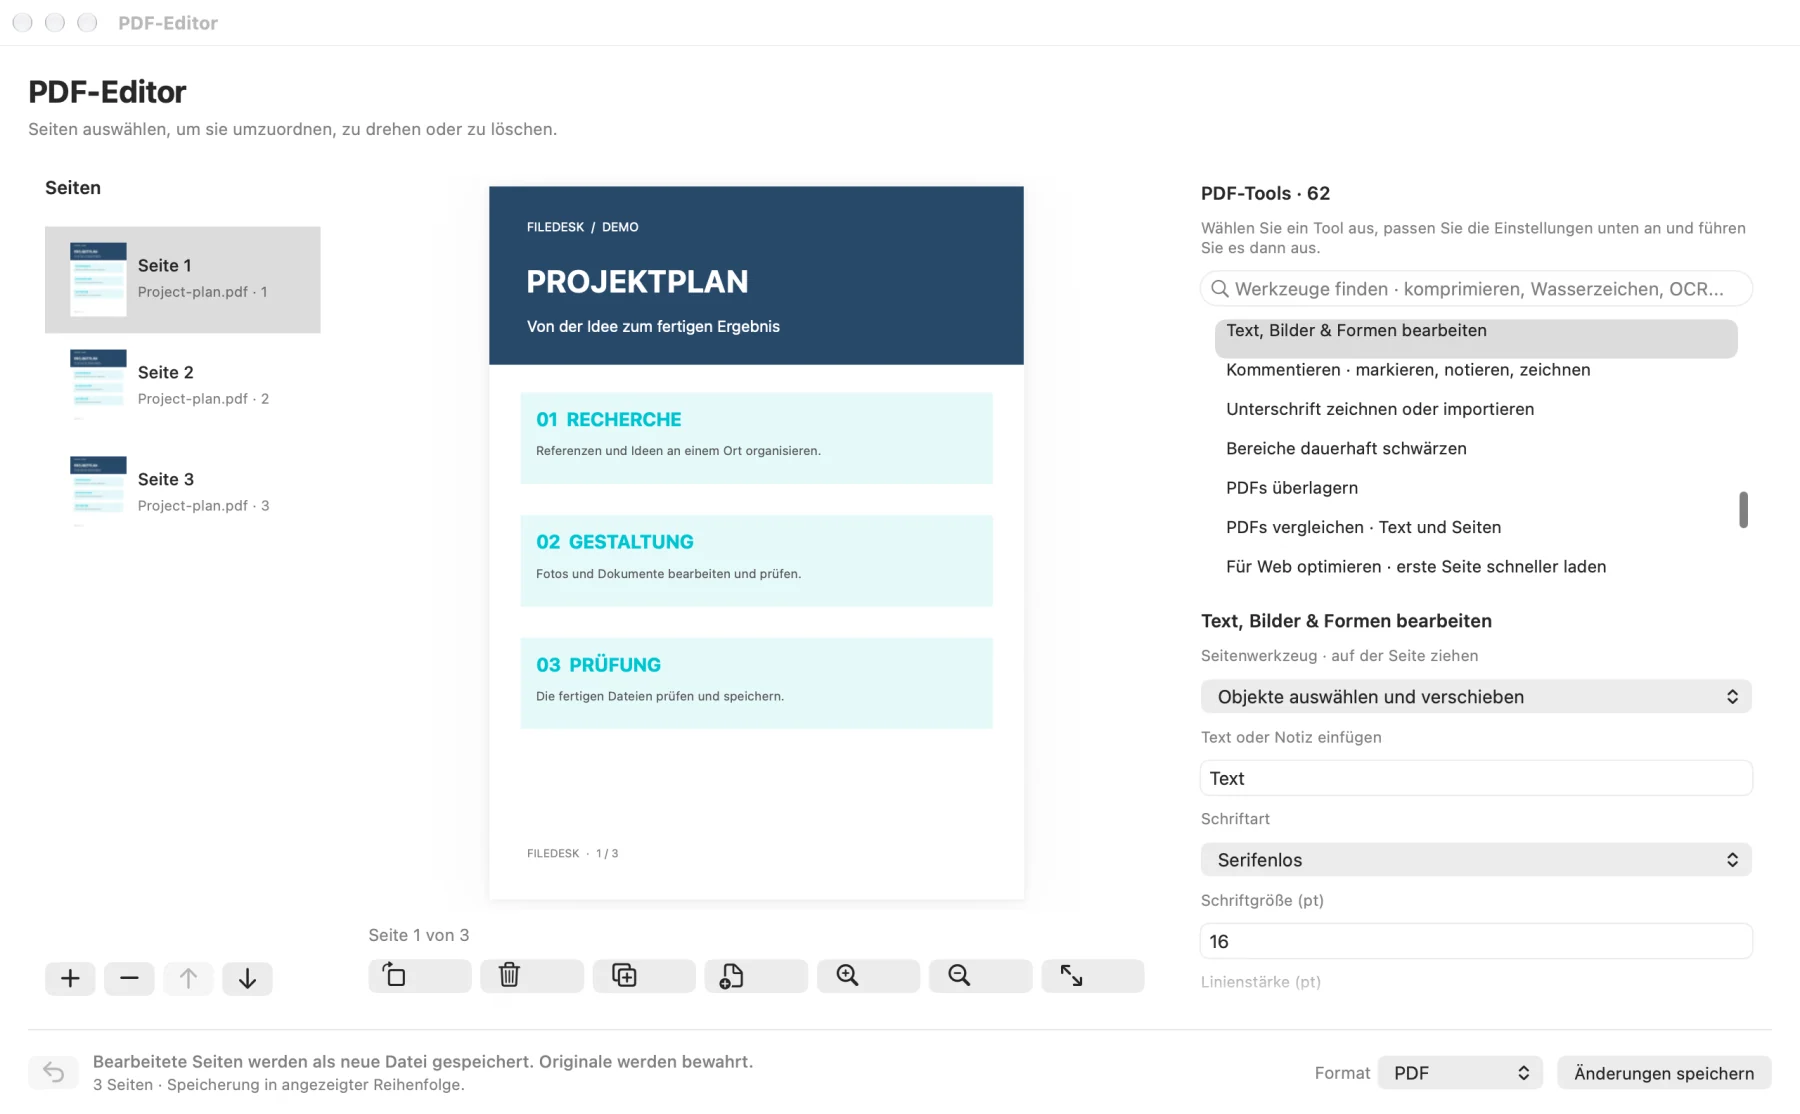 PDF-Editor
PDF-Editor
Seiten auswählen, um sie umzuordnen, zu drehen oder zu löschen.
Seiten
Seite 1
Project-plan.pdf · 1
Seite 2
Project-plan.pdf · 2
Seite 3
Project-plan.pdf · 3
FILEDESK / DEMO
PROJEKTPLAN
Von der Idee zum fertigen Ergebnis
01 RECHERCHE
Referenzen und Ideen an einem Ort organisieren.
02 GESTALTUNG
Fotos und Dokumente bearbeiten und prüfen.
03 PRÜFUNG
Die fertigen Dateien prüfen und speichern.
FILEDESK · 1 / 3
Seite 1 von 3
PDF-Tools · 62
Wählen Sie ein Tool aus, passen Sie die Einstellungen unten an und führen
Sie es dann aus.
Werkzeuge finden · komprimieren, Wasserzeichen, OCR...
Text, Bilder & Formen bearbeiten
Kommentieren · markieren, notieren, zeichnen
Unterschrift zeichnen oder importieren
Bereiche dauerhaft schwärzen
PDFs überlagern
PDFs vergleichen · Text und Seiten
Für Web optimieren · erste Seite schneller laden
Text, Bilder & Formen bearbeiten
Seitenwerkzeug · auf der Seite ziehen
Objekte auswählen und verschieben
Text oder Notiz einfügen
Text
Schriftart
Serifenlos
Schriftgröße (pt)
16
Linienstärke (pt)
Bearbeitete Seiten werden als neue Datei gespeichert. Originale werden bewahrt.
3 Seiten · Speicherung in angezeigter Reihenfolge.
Format
PDF
Änderungen speichern